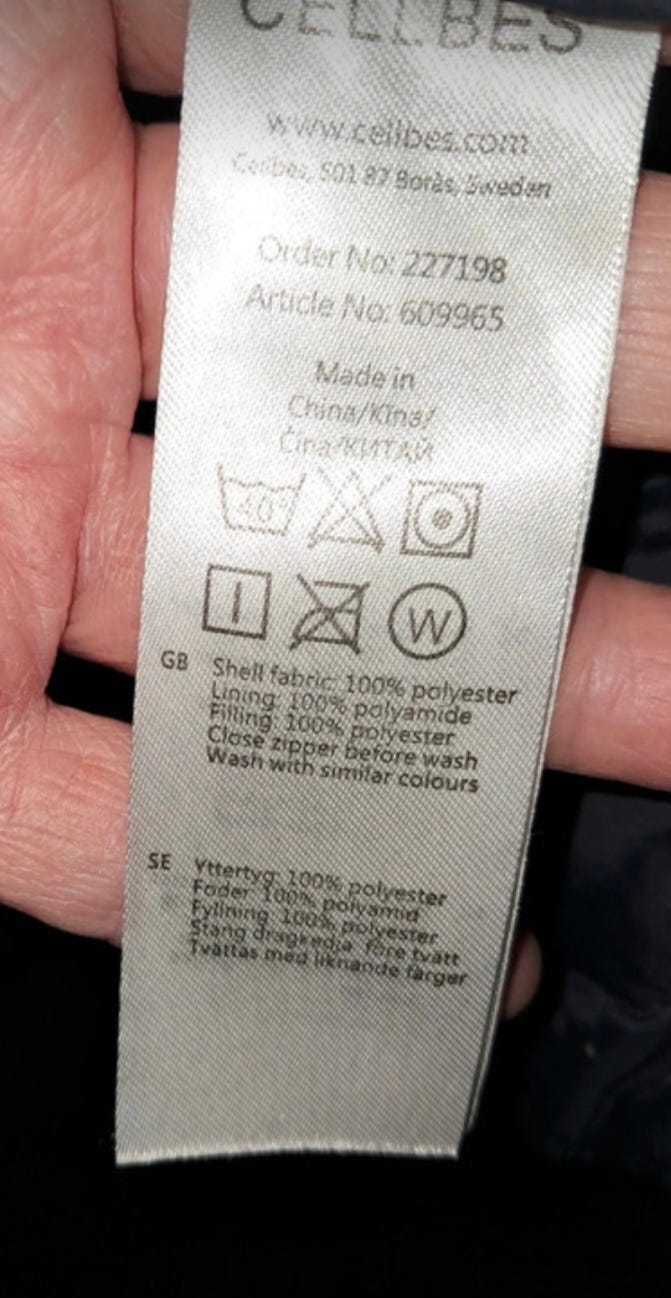 CELLBES
www.cellbes.com
Cellbes, 501 87 Borås, Sweden
Order No: 227198
Article No: 609965
Made in
China/Kina/
Čína/КИТАЙ
40
W
GB Shell fabric: 100% polyester
Lining: 100% polyamide
Filling: 100% polyester
Close zipper before wash
Wash with similar colours
SE Yttertyg: 100% polyester
Foder 100% polyamid
Fyllning 100% polyester
Stäng dragkedja före tvätt
Tvättas med liknande färger